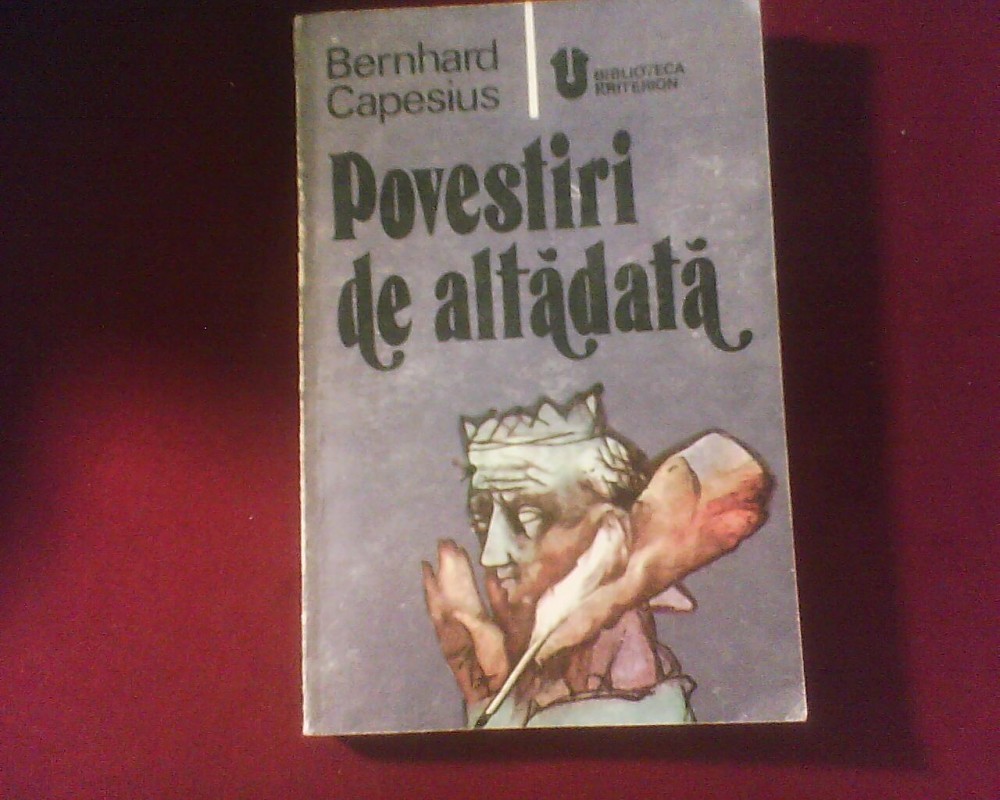 Bernhard
Capesius
BIBLIOTECA
KRITERION
Povestiri
de altădată